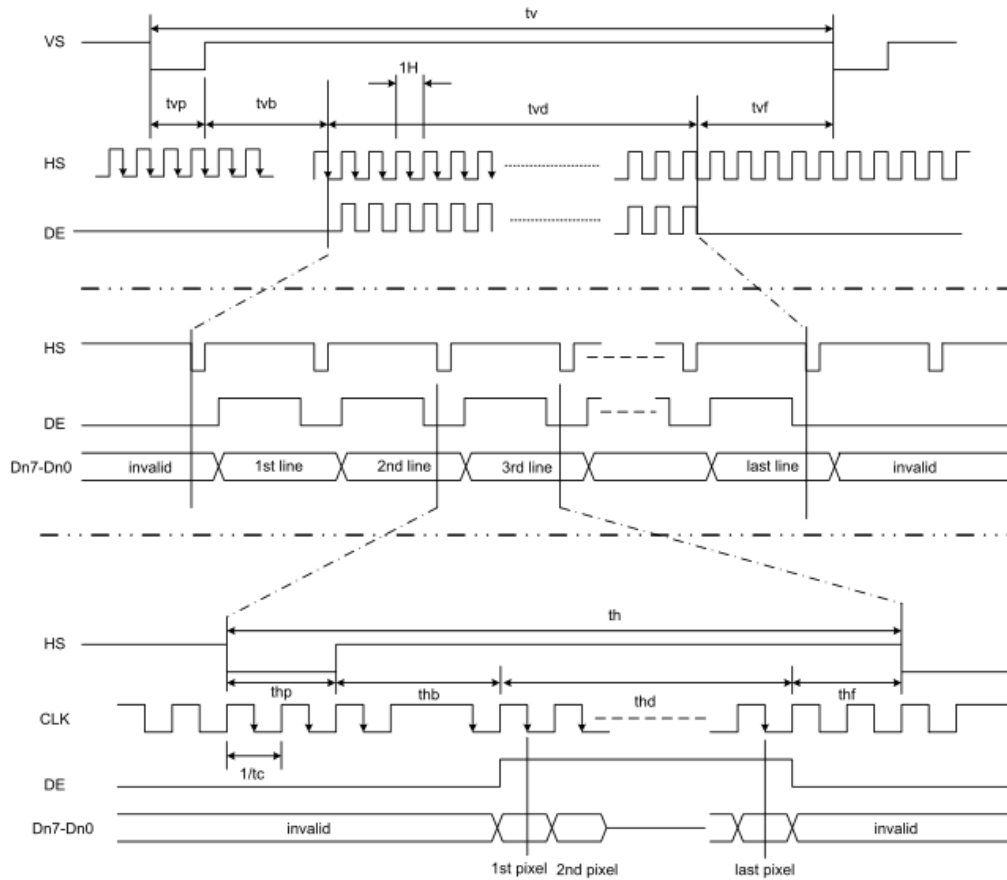 tv
VS
1H
tvp
tvb
tvd
tvf
HS
DE
HS
DE
Dn7-Dn0
invalid
1st line
2nd line
3rd line
last line
invalid
th
HS
thp
thb
thd
thf
CLK
1/tc
DE
Dn7-Dn0
invalid
invalid
1st pixel
2nd pixel
last pixel